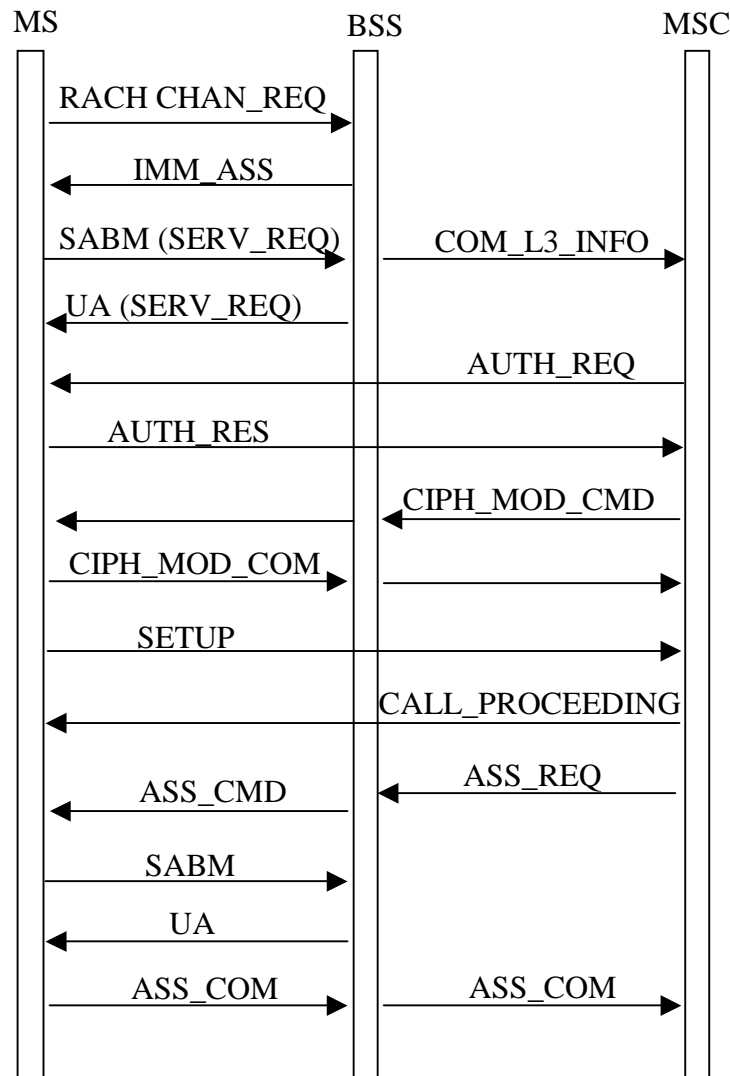 MS BSS MSC
RACH CHAN_REQ
IMM_ASS
SABM (SERV_REQ) COM_L3_INFO
UA (SERV_REQ)
AUTH_REQ
AUTH_RES
CIPH_MOD_CMD
CIPH_MOD_COM
SETUP
CALL_PROCEEDING
ASS_REQ
ASS_CMD
SABM
UA
ASS_COM ASS_COM